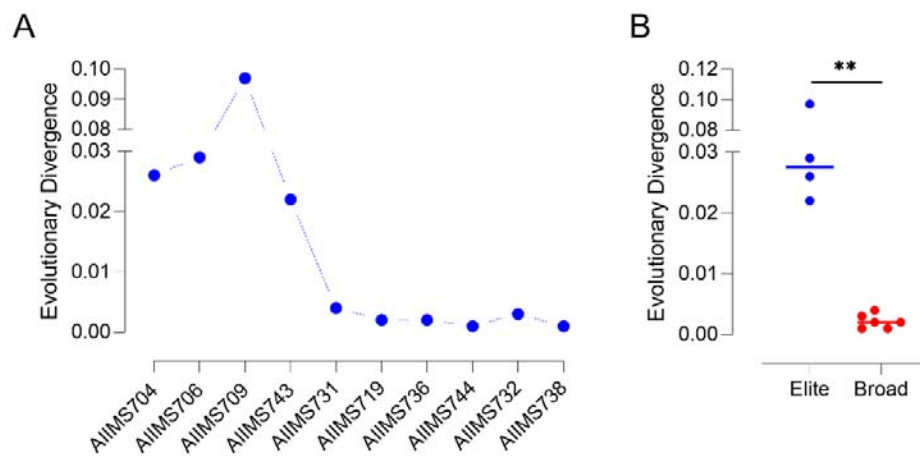 A
Evolutionary Divergence
0.10
0.09
0.08
0.03
0.02
0.01
0.00
AIIMS704
AIIMS706
AIIMS709
AIIMS743
AIIMS731
AIIMS719
AIIMS736
AIIMS744
AIIMS732
AIIMS738
B
Evolutionary Divergence
0.12
0.10
0.08
0.03
0.02
0.01
0.00
**
Elite
Broad